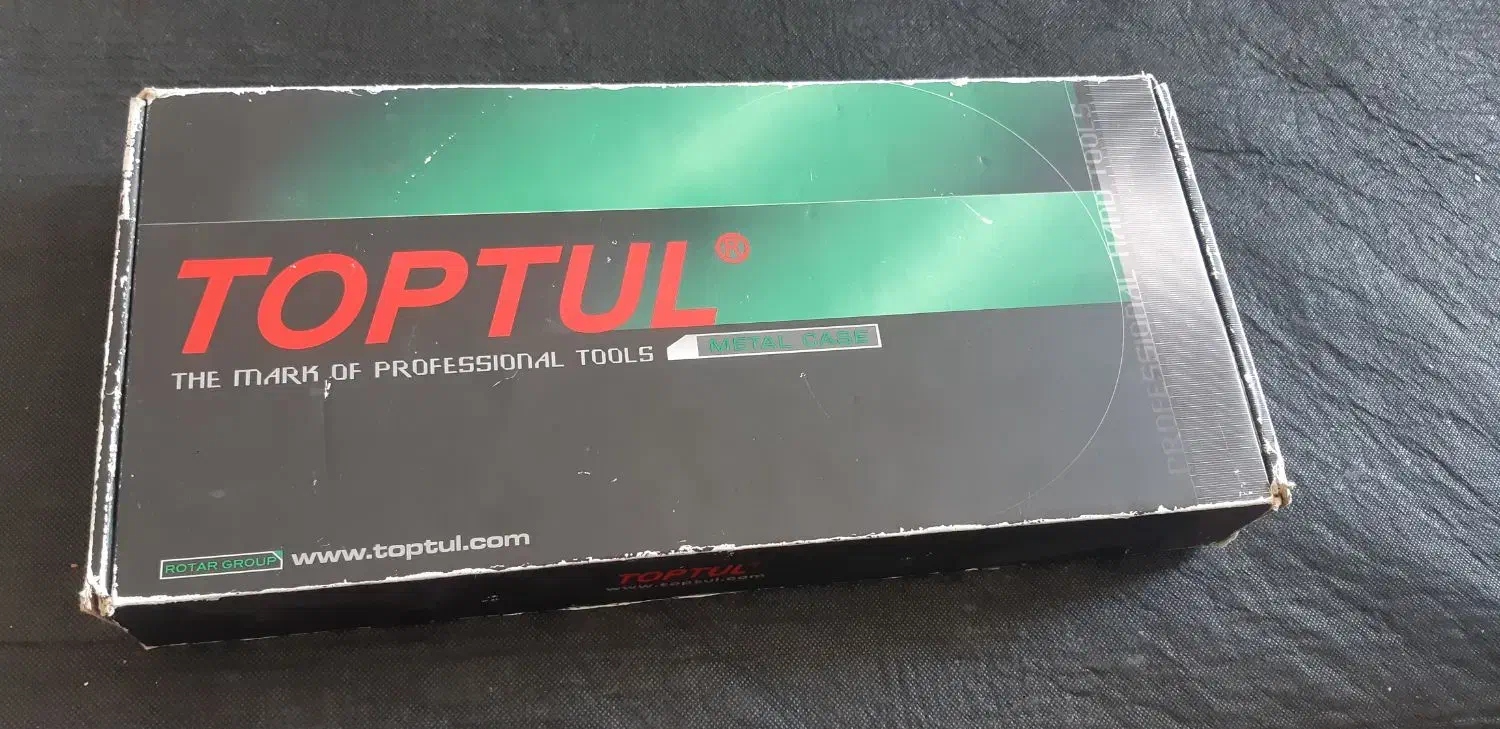 TOPTUL®
THE MARK OF PROFESSIONAL TOOLS
METAL CASE
PROFESSIONAL HAND TOOLS
ROTAR GROUP
www.toptul.com
TOPTUL
www.toptul.com